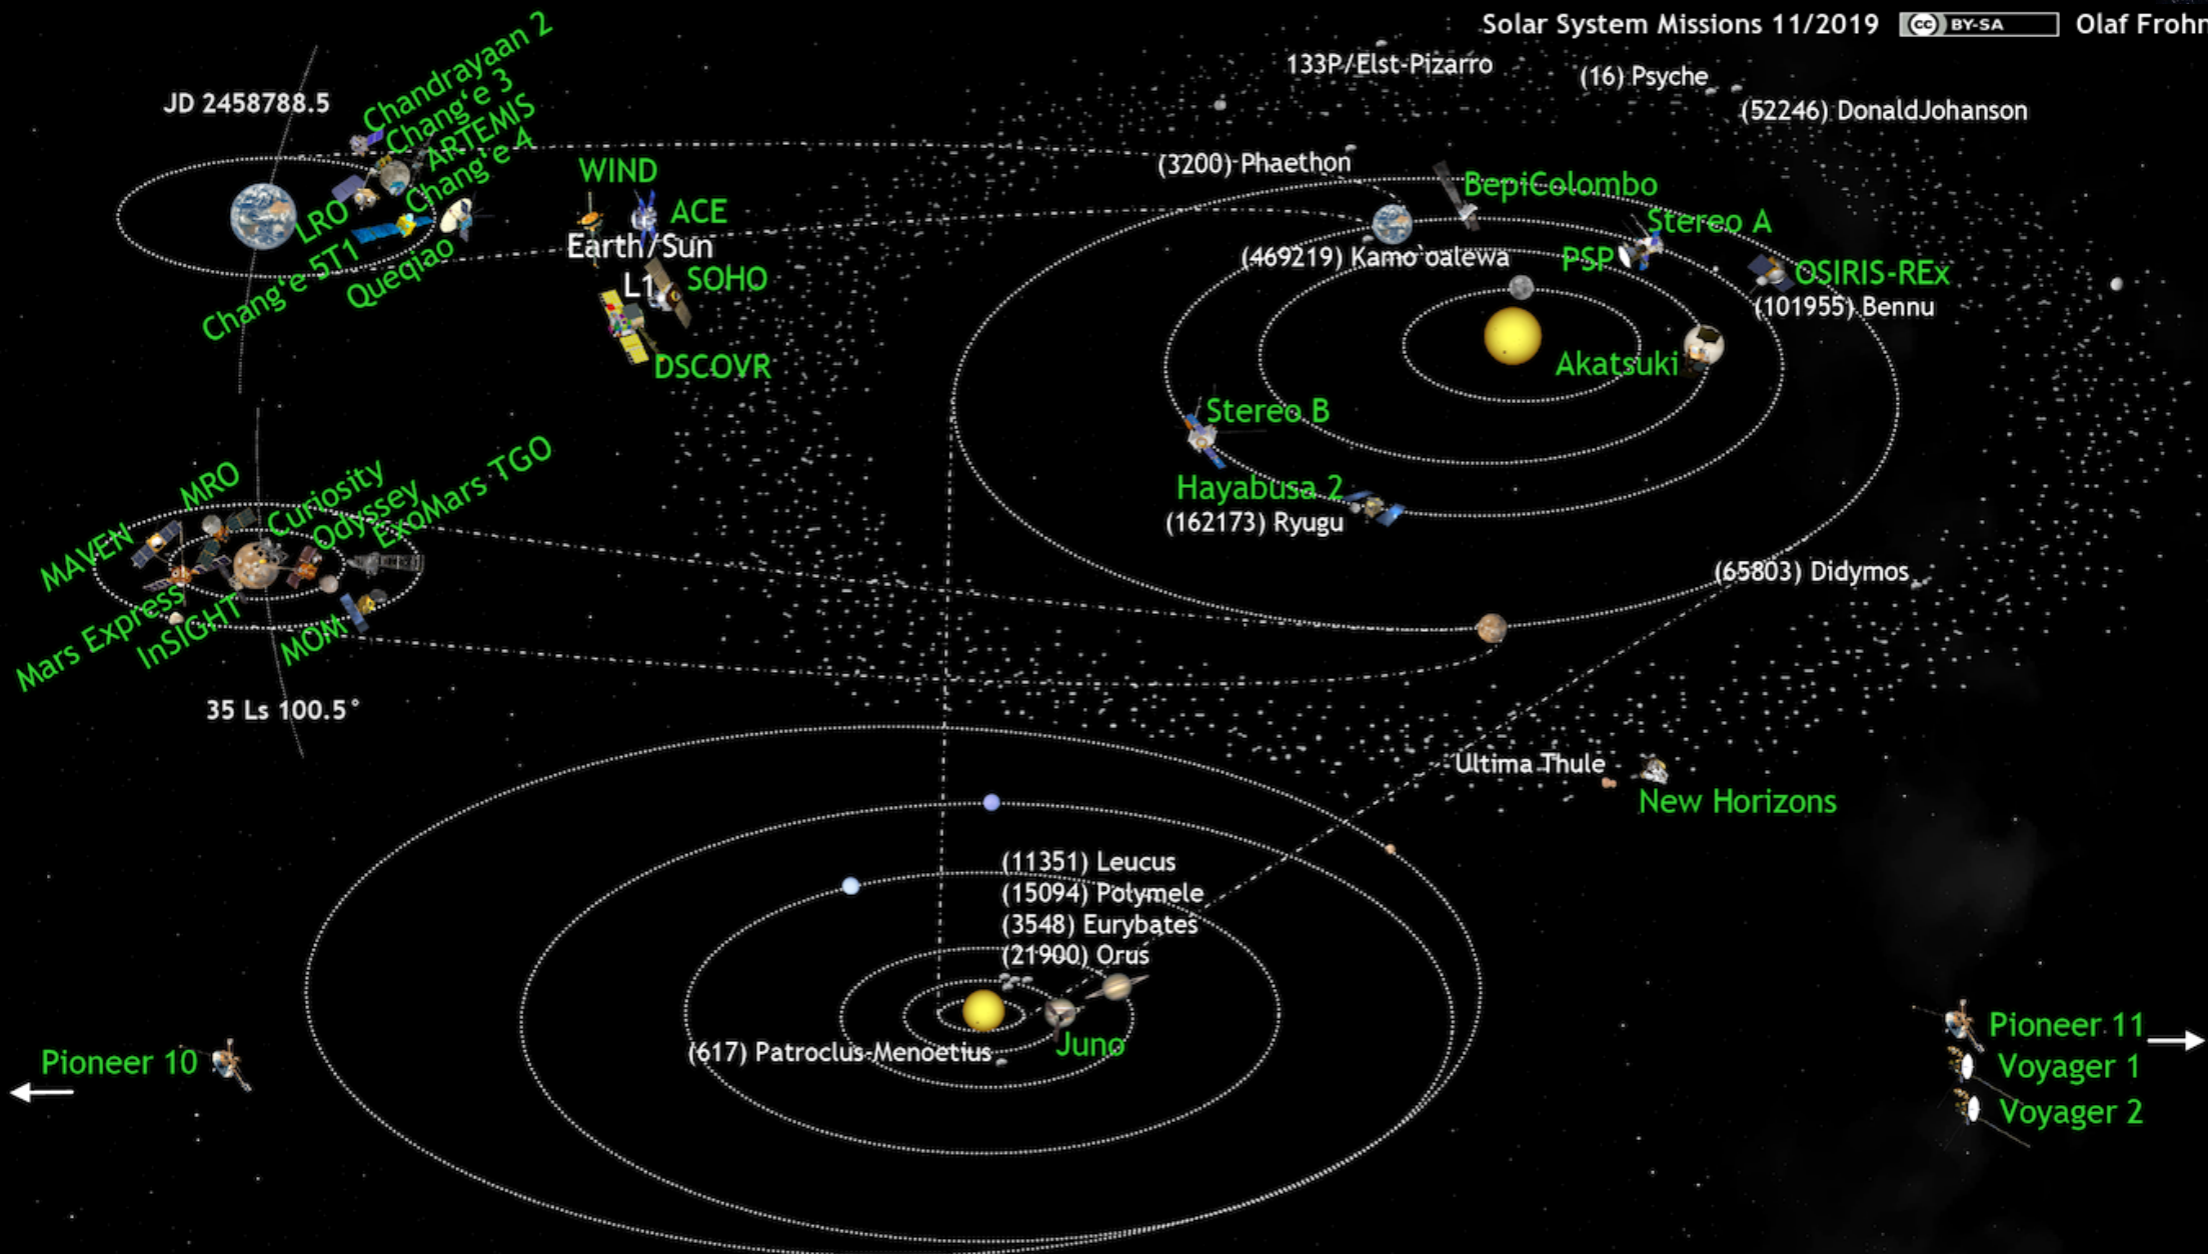 Solar System Missions 11/2019
cc BY-SA
Olaf Frohn
JD 2458788.5
Chandrayaan 2
Chang‘e 3
ARTEMIS
Chang‘e 4
LRO
Chang‘e 5T1
Queqiao
WIND
ACE
Earth/Sun
L1
SOHO
DSCOVR
133P/Elst-Pizarro
(16) Psyche
(52246) DonaldJohanson
(3200) Phaethon
BepiColombo
Stereo A
(469219) Kamo`oalewa
PSP
OSIRIS-REx
(101955) Bennu
Akatsuki
Stereo B
Hayabusa 2
(162173) Ryugu
(65803) Didymos
MRO
Curiosity
Odyssey
ExoMars TGO
MAVEN
Mars Express
InSIGHT
MOM
35 Ls 100.5°
Ultima Thule
New Horizons
(11351) Leucus
(15094) Polymele
(3548) Eurybates
(21900) Orus
(617) Patroclus-Menoetius
Juno
Pioneer 10
Pioneer 11
Voyager 1
Voyager 2